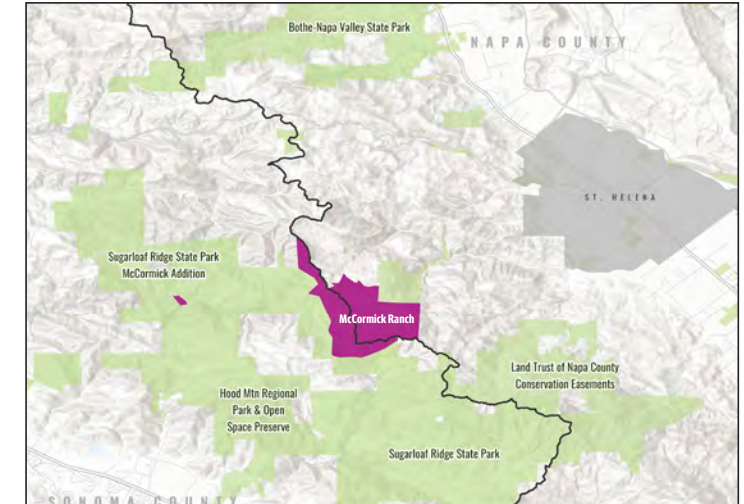 Bothe-Napa Valley State Park
NAPA COUNTY
ST. HELENA
Sugarloaf Ridge State Park
McCormick Addition
McCormick Ranch
Land Trust of Napa County
Conservation Easements
Hood Mtn Regional
Park & Open
Space Preserve
Sugarloaf Ridge State Park
SONOMA COUNTY